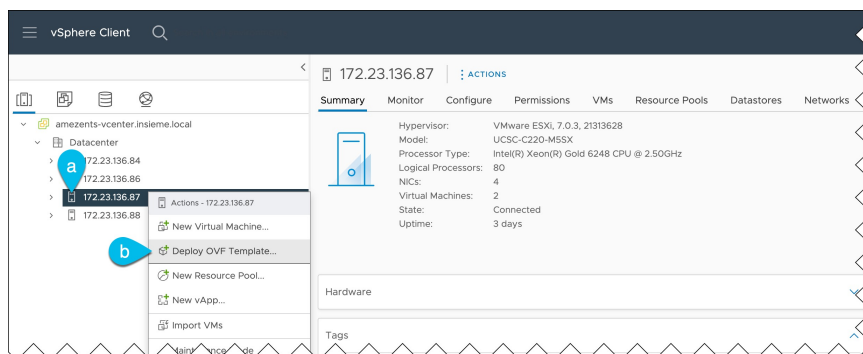 vSphere Client
172.23.136.87
ACTIONS
Summary Monitor Configure Permissions VMs Resource Pools Datastores Networks
amezents-vcenter.insieme.local
Datacenter
72.23.136.84
172.23.136.86
172.23.136.87
172.23.136.88
a
b
Actions - 172.23.136.87
New Virtual Machine...
Deploy OVF Template...
New Resource Pool...
New vApp...
Import VMs
Hypervisor: VMware ESXi, 7.0.3, 21313628
Model: UCSC-C220-M5SX
Processor Type: Intel(R) Xeon(R) Gold 6248 CPU @ 2.50GHz
Logical Processors: 80
NICs: 4
Virtual Machines: 2
State: Connected
Uptime: 3 days
Hardware
Tags